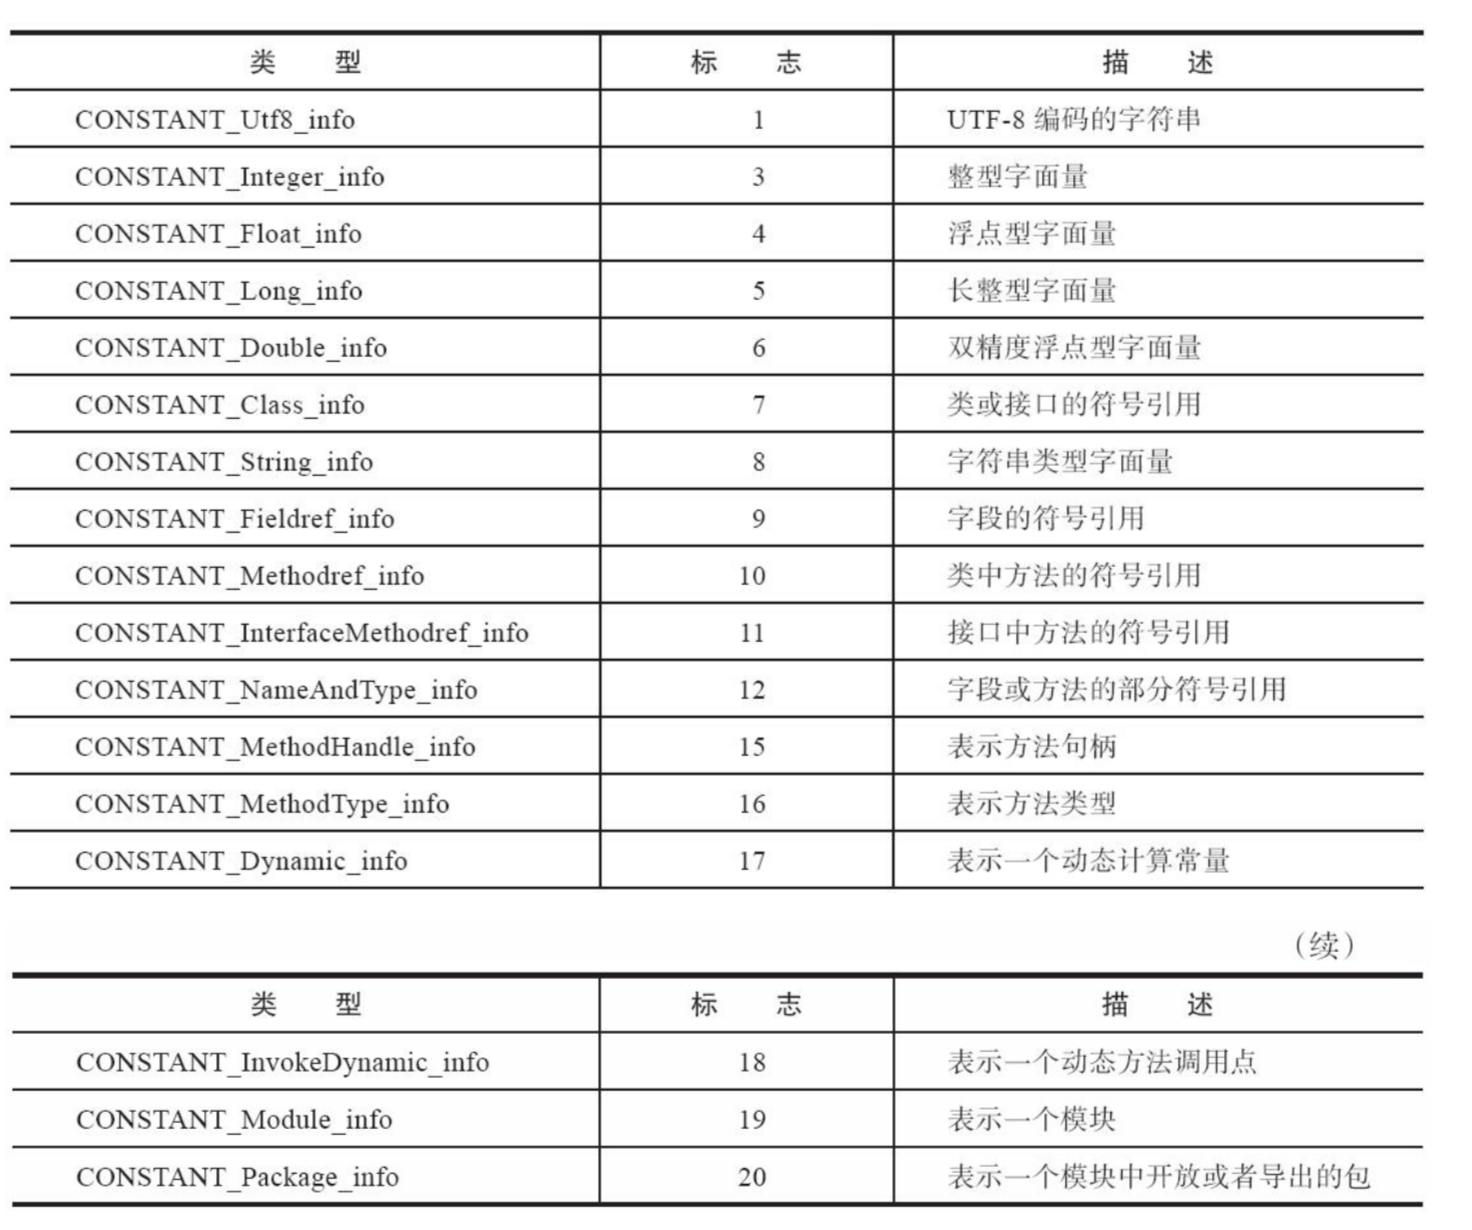 类 型 标 志 描 述
CONSTANT_Utf8_info 1 UTF-8 编码的字符串
CONSTANT_Integer_info 3 整型字面量
CONSTANT_Float_info 4 浮点型字面量
CONSTANT_Long_info 5 长整型字面量
CONSTANT_Double_info 6 双精度浮点型字面量
CONSTANT_Class_info 7 类或接口的符号引用
CONSTANT_String_info 8 字符串类型字面量
CONSTANT_Fieldref_info 9 字段的符号引用
CONSTANT_Methodref_info 10 类中方法的符号引用
CONSTANT_InterfaceMethodref_info 11 接口中方法的符号引用
CONSTANT_NameAndType_info 12 字段或方法的部分符号引用
CONSTANT_MethodHandle_info 15 表示方法句柄
CONSTANT_MethodType_info 16 表示方法类型
CONSTANT_Dynamic_info 17 表示一个动态计算常量
（续）
类 型 标 志 描 述
CONSTANT_InvokeDynamic_info 18 表示一个动态方法调用点
CONSTANT_Module_info 19 表示一个模块
CONSTANT_Package_info 20 表示一个模块中开放或者导出的包